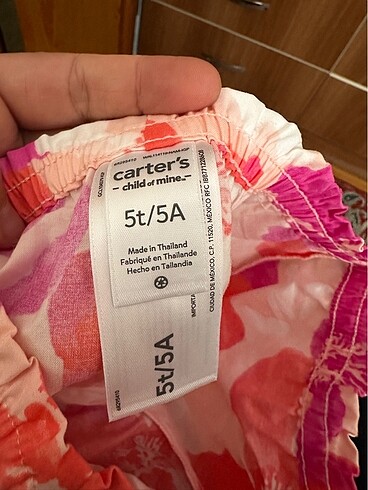 carter's
- child of mine. -
5t/5A
Made in Thailand
Fabriqué en Thaïlande
Hecho en Tailandia
5t/5A
IMPORTA
CIUDAD DE MÉXICO, C.P. 11520, MÉXICO RFC